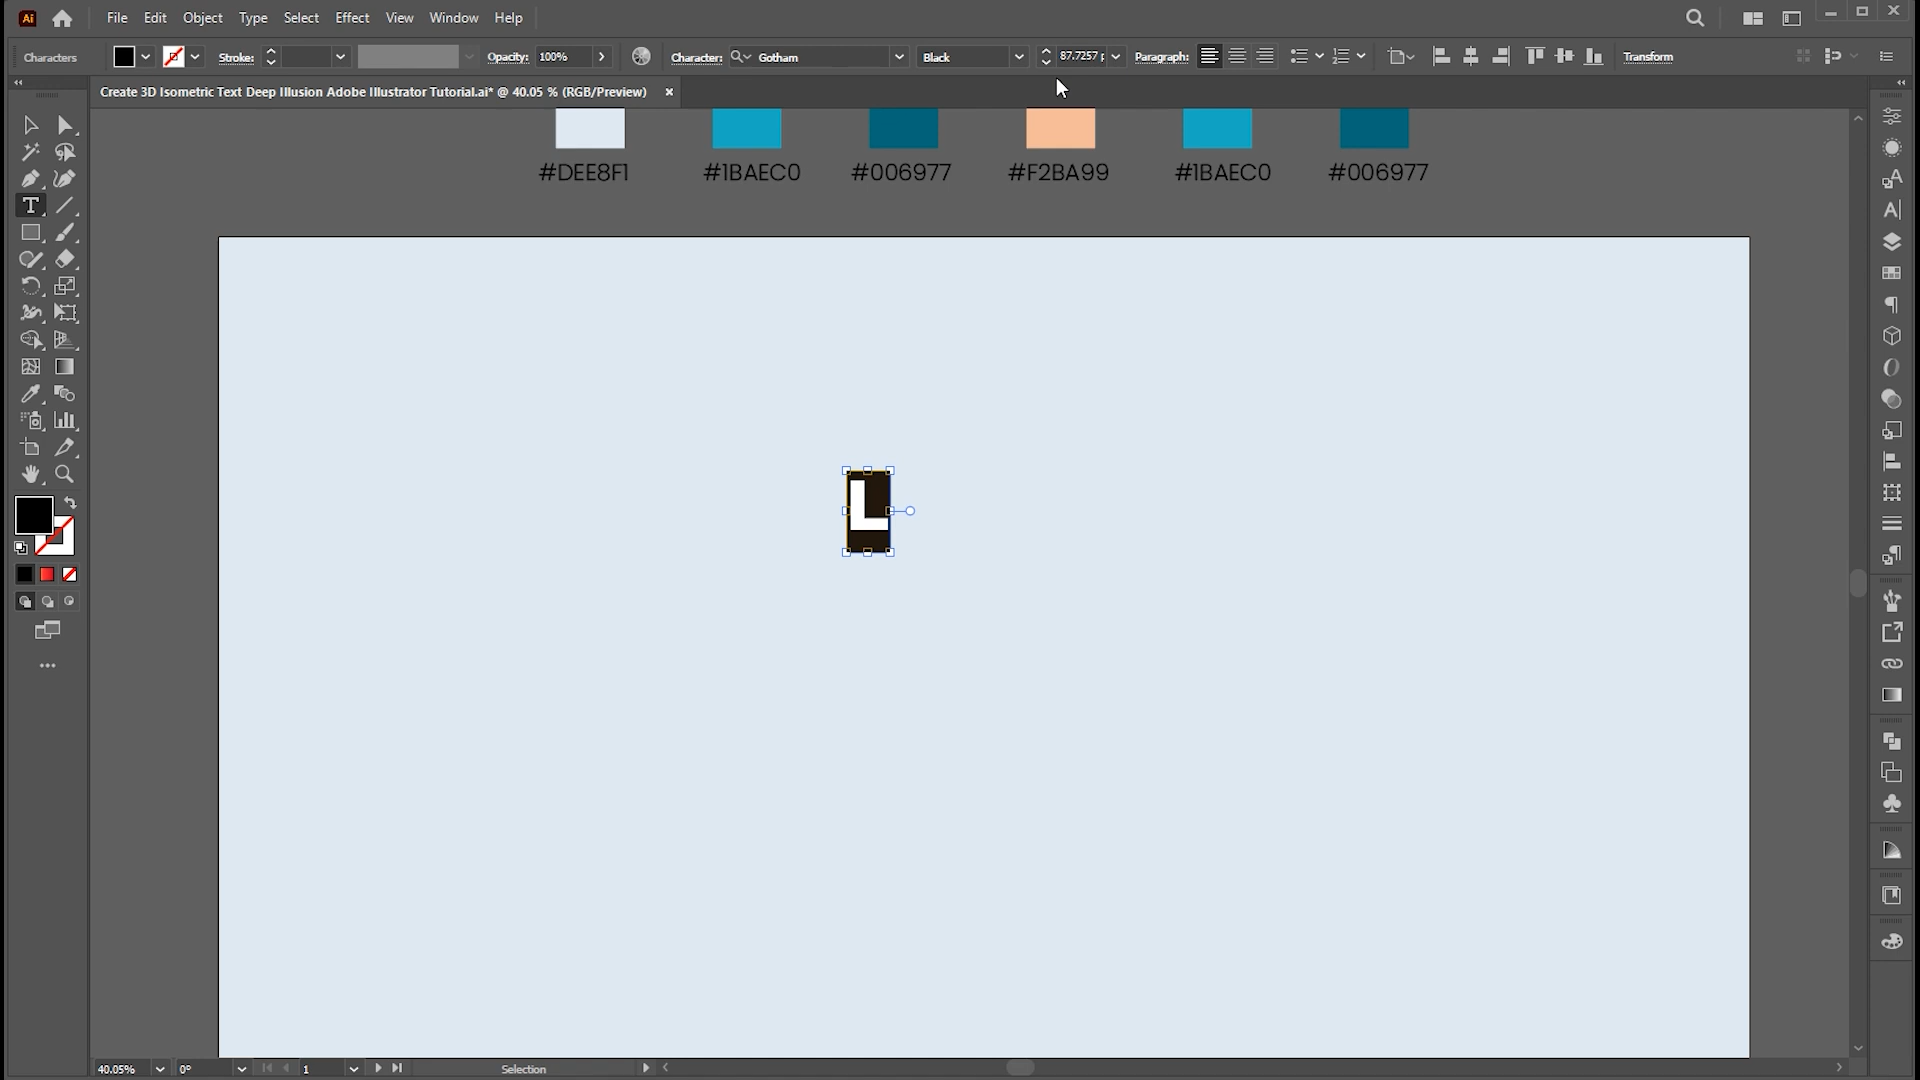 Ai File Edit Object Type Select Effect View Window Help
Characters Stroke: Opacity: 100% Character: Gotham Black 87.7257 Paragraph: Transform
Create 3D Isometric Text Deep Illusion Adobe Illustrator Tutorial.ai* @ 40.05 % (RGB/Preview) ×
#DEE8F1 #1BAEC0 #006977 #F2BA99 #1BAEC0 #006977
L
40.05% 0° 1 Selection